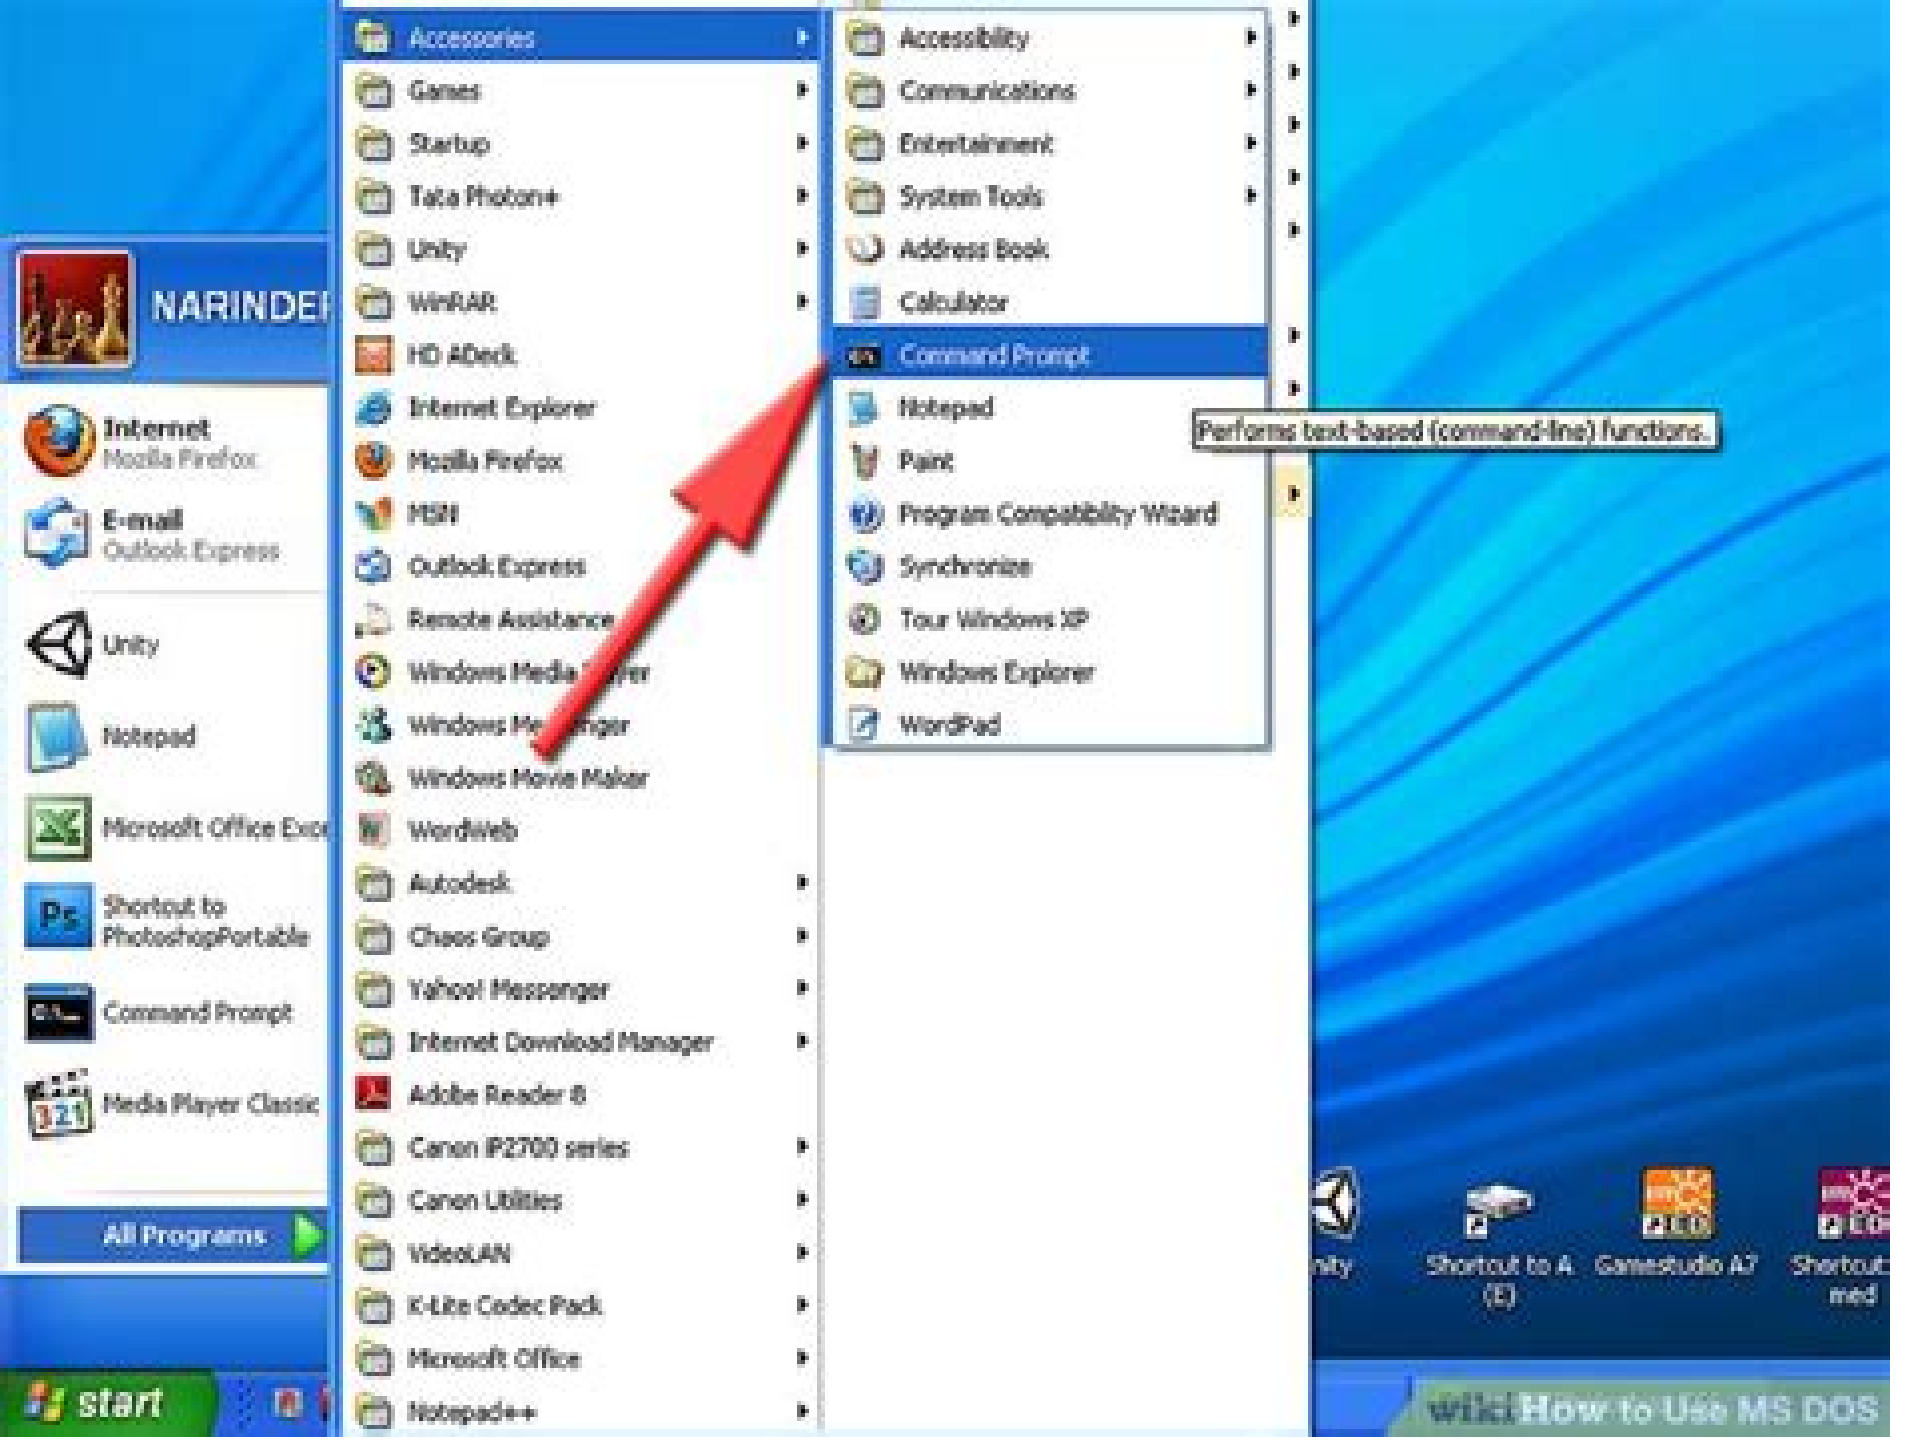 NARINDER
Internet
Mozilla Firefox
E-mail
Outlook Express
Unity
Notepad
Microsoft Office Exce
Shortcut to
PhotoshopPortable
Command Prompt
Media Player Classic
All Programs
start
Accessories
Games
Startup
Tata Photon+
Unity
WinRAR
HD ADeck
Internet Explorer
Mozilla Firefox
MSN
Outlook Express
Remote Assistance
Windows Media yer
Windows Me nger
Windows Movie Maker
WordWeb
Autodesk
Chaos Group
Yahoo! Messenger
Internet Download Manager
Adobe Reader 8
Canon iP2700 series
Canon Utilities
VideoLAN
K-Lite Codec Pack
Microsoft Office
Notepad++
Accessibility
Communications
Entertainment
System Tools
Address Book
Calculator
Command Prompt
Notepad
Paint
Program Compatibility Wizard
Synchronize
Tour Windows XP
Windows Explorer
WordPad
Performs text-based (command-line) functions.
nity
Shortcut to A
(E)
Gamestudio A7
Shortcut
med
wikiHow to Use MS DOS